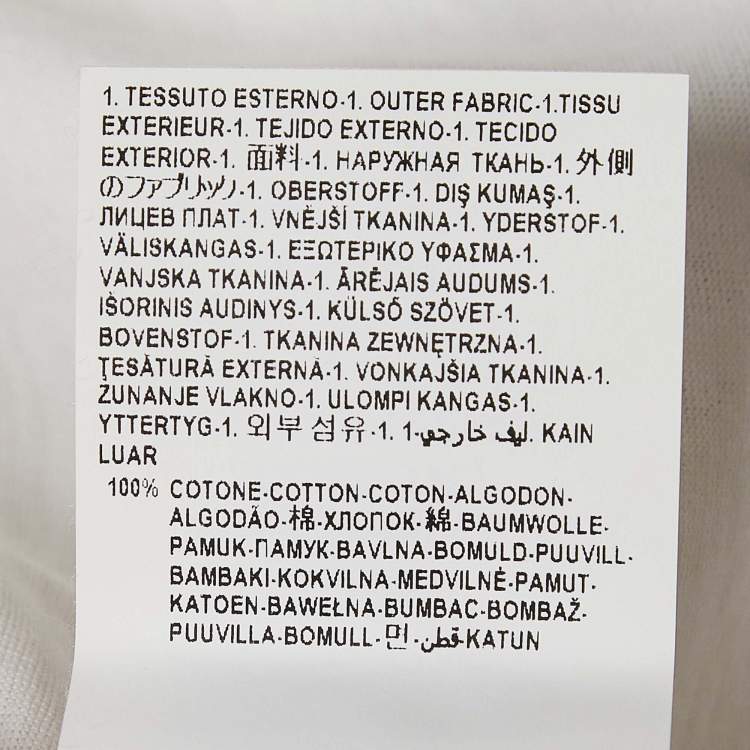 1. TESSUTO ESTERNO-1. OUTER FABRIC-1.TISSU
EXTERIEUR-1. TEJIDO EXTERNO-1. TECIDO
EXTERIOR-1. 面料-1. НАРУЖНАЯ ТКАНЬ-1. 外側
のファブリック-1. OBERSTOFF-1. DIŞ KUMAŞ-1.
ЛИЦЕВ ПЛАТ-1. VNĚJŠÍ TKANINA-1. YDERSTOF-1.
VÄLISKANGAS-1. ΕΞΩΤΕΡΙΚΟ ΥΦΑΣΜΑ-1.
VANJSKA TKANINA-1. ĀRĒJAIS AUDUMS-1.
IŠORINIS AUDINYS-1. KÜLSŐ SZÖVET-1.
BOVENSTOF-1. TKANINA ZEWNĘTRZNA-1.
ŢESĂTURĂ EXTERNĂ-1. VONKAJŠIA TKANINA-1.
ZUNANJE VLAKNO-1. ULOMPI KANGAS-1.
YTTERTYG-1. 외부 섬유-1. 1-ليف خارجي. KAIN
LUAR
100% COTONE-COTTON-COTON-ALGODON-
ALGODÃO-棉-ХЛОПОК-綿-BAUMWOLLE-
PAMUK-ПАМУК-BAVLNA-BOMULD-PUUVILL-
BAMBAKI-KOKVILNA-MEDVILNĖ-PAMUT-
KATOEN-BAWEŁNA-BUMBAC-BOMBAŽ-
PUUVILLA-BOMULL-면-قطن-KATUN